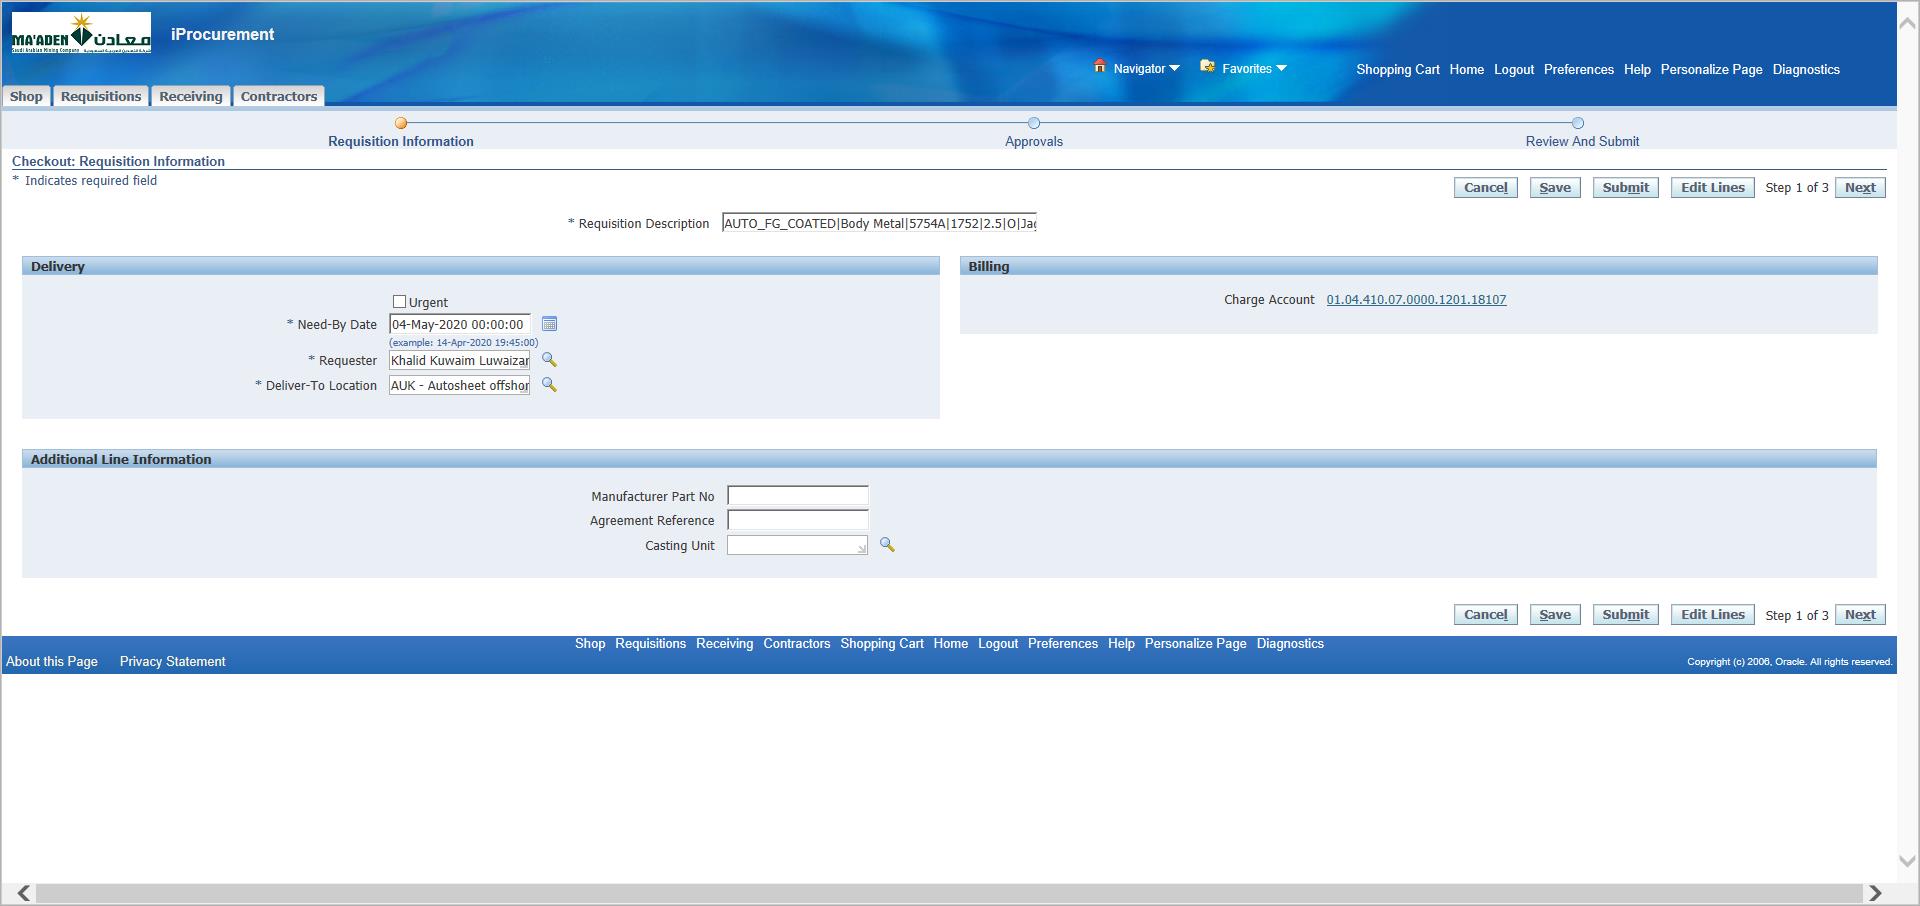 MA'ADEN معادن
Saudi Arabian Mining Company
iProcurement
Navigator Favorites Shopping Cart Home Logout Preferences Help Personalize Page Diagnostics
Shop Requisitions Receiving Contractors
Requisition Information Approvals Review And Submit
Checkout: Requisition Information
* Indicates required field
Cancel Save Submit Edit Lines Step 1 of 3 Next
* Requisition Description AUTO_FG_COATED|Body Metal|5754A|1752|2.5|O|Jag
Delivery
Urgent
* Need-By Date 04-May-2020 00:00:00
(example: 14-Apr-2020 19:45:00)
* Requester Khalid Kuwaim Luwaizan
* Deliver-To Location AUK - Autosheet offshor
Billing
Charge Account 01.04.410.07.0000.1201.18107
Additional Line Information
Manufacturer Part No
Agreement Reference
Casting Unit
Cancel Save Submit Edit Lines Step 1 of 3 Next
Shop Requisitions Receiving Contractors Shopping Cart Home Logout Preferences Help Personalize Page Diagnostics
About this Page Privacy Statement
Copyright (c) 2006, Oracle. All rights reserved.